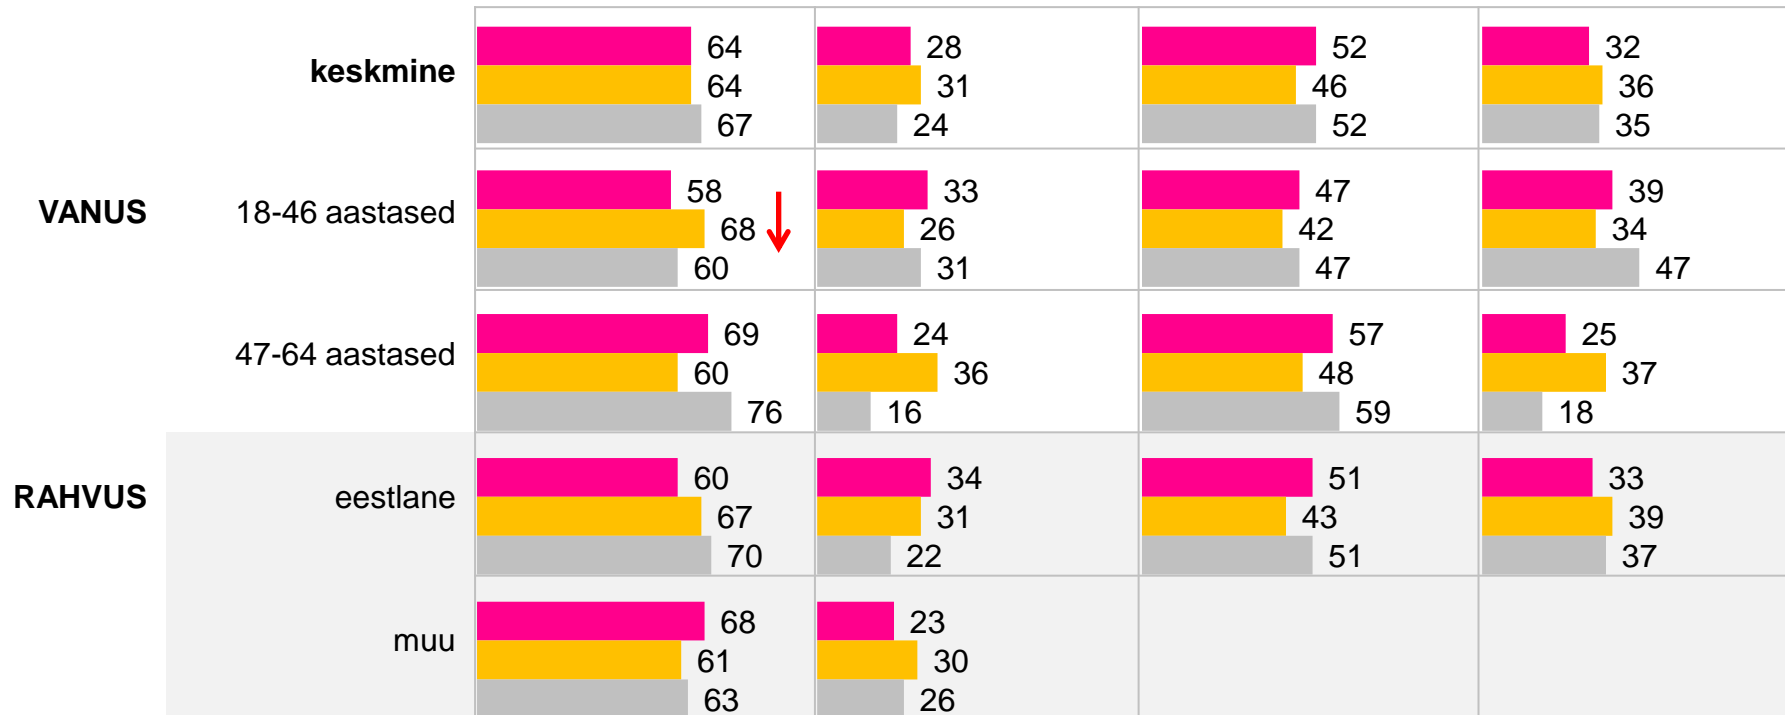 keskmine
64 28 52 32
64 31 46 36
67 24 52 35
VANUS 18-46 aastased
58 33 47 39
68 26 42 34
60 31 47 47
47-64 aastased
69 24 57 25
60 36 48 37
76 16 59 18
RAHVUS eestlane
60 34 51 33
67 31 43 39
70 22 51 37
muu
68 23
61 30
63 26